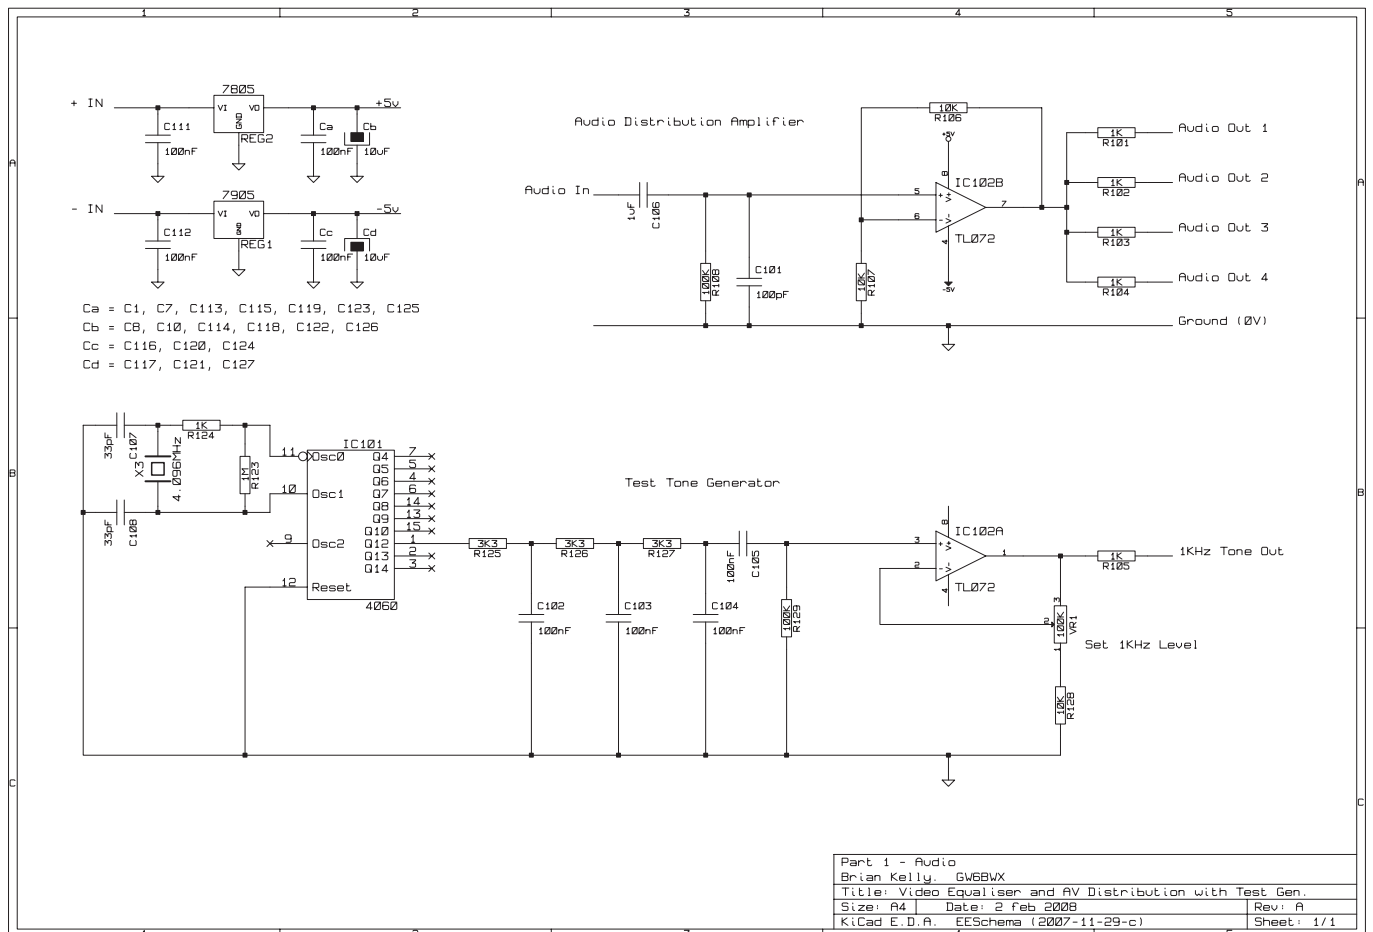 1 2 3 4 5
A
B
C
A
B
C
+ IN
7805
VI VO
GND
REG2
C111
100nF
Ca
100nF
Cb
10uF
+5v
- IN
7905
VI VO
GND
REG1
C112
100nF
Cc
100nF
Cd
10uF
-5v
Ca = C1, C7, C113, C115, C119, C123, C125
Cb = C8, C10, C114, C118, C122, C126
Cc = C116, C120, C124
Cd = C117, C121, C127
Audio Distribution Amplifier
Audio In
1uF
C106
100K
R108
C101
100pF
10K
R107
10K
R106
+5V
8
5
6
7
4
-5V
IC102B
TL072
1K
R101
Audio Out 1
1K
R102
Audio Out 2
1K
R103
Audio Out 3
1K
R104
Audio Out 4
Ground (0V)
33pF
C107
1K
R124
X3
4.096MHz
1M
R123
33pF
C108
IC101
11 Osc0 Q4 7
Q5 5
Q6 4
10 Osc1 Q7 6
Q8 14
Q9 13
Q10 15
9 Osc2 Q12 1
Q13 2
Q14 3
12 Reset
4060
Test Tone Generator
3K3
R125
3K3
R126
3K3
R127
100nF
C105
C102
100nF
C103
100nF
C104
100nF
100K
R129
8
IC102A
3
2
1
4
TL072
1K
R105
1KHz Tone Out
3
2
1
100K
VR1
Set 1KHz Level
10K
R128
Part 1 - Audio
Brian Kelly. GW6BWX
Title: Video Equaliser and AV Distribution with Test Gen.
Size: A4 Date: 2 feb 2008 Rev: A
KiCad E.D.A. EESchema (2007-11-29-c) Sheet: 1/1